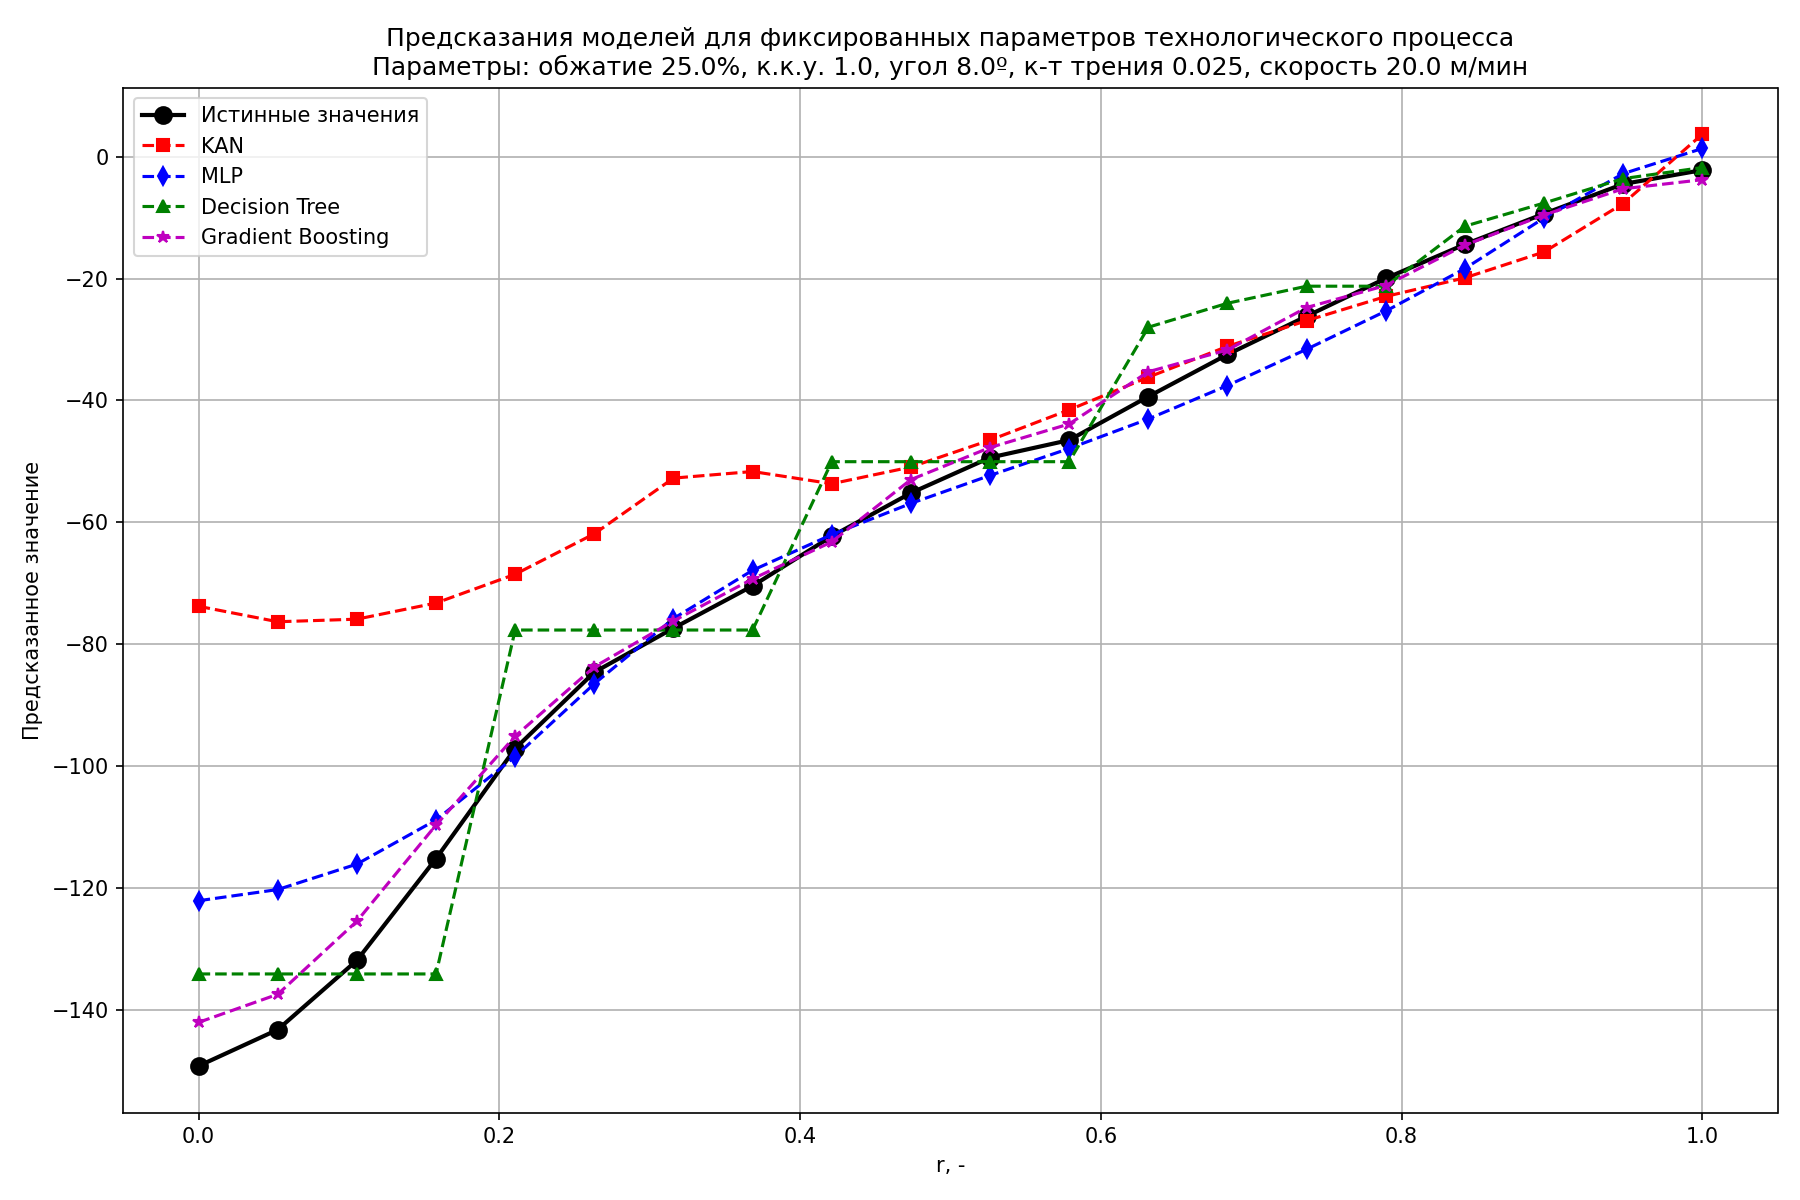 Предсказания моделей для фиксированных параметров технологического процесса
Параметры: обжатие 25.0%, к.к.у. 1.0, угол 8.0º, к-т трения 0.025, скорость 20.0 м/мин
Истинные значения
KAN
MLP
Decision Tree
Gradient Boosting
Предсказанное значение
0
−20
−40
−60
−80
−100
−120
−140
0.0 0.2 0.4 0.6 0.8 1.0
r, -